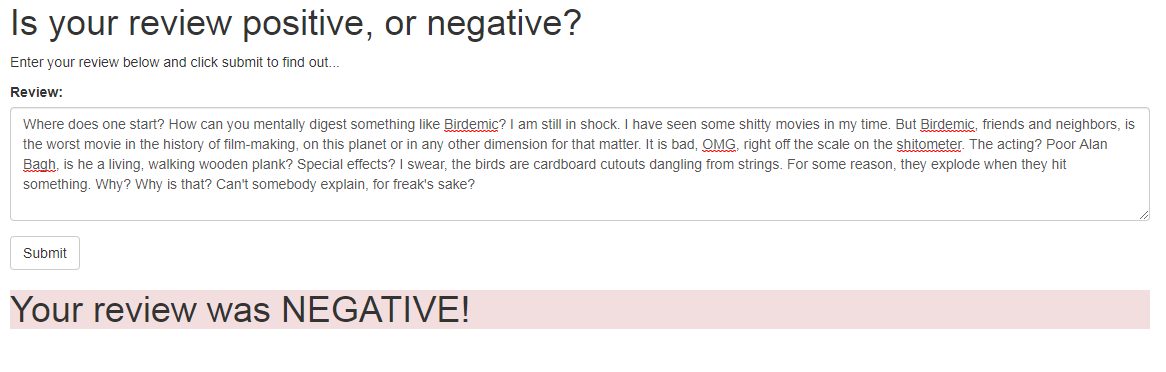 Is your review positive, or negative?
Enter your review below and click submit to find out...
Review:
Where does one start? How can you mentally digest something like Birdemic? I am still in shock. I have seen some shitty movies in my time. But Birdemic, friends and neighbors, is
the worst movie in the history of film-making, on this planet or in any other dimension for that matter. It is bad, OMG, right off the scale on the shitometer. The acting? Poor Alan
Bagh, is he a living, walking wooden plank? Special effects? I swear, the birds are cardboard cutouts dangling from strings. For some reason, they explode when they hit
something. Why? Why is that? Can't somebody explain, for freak's sake?
Submit
Your review was NEGATIVE!